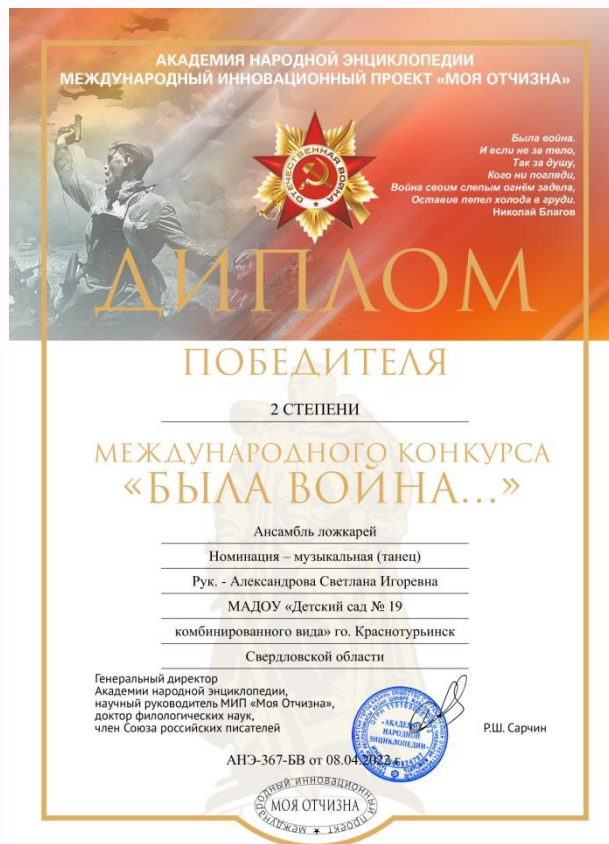 АКАДЕМИЯ НАРОДНОЙ ЭНЦИКЛОПЕДИИ
МЕЖДУНАРОДНЫЙ ИННОВАЦИОННЫЙ ПРОЕКТ «МОЯ ОТЧИЗНА»
ОТЕЧЕСТВЕННАЯ ВОЙНА
Была война.
И если не за тело,
Так за душу,
Кого ни погляди,
Война своим слепым огнём задела,
Оставив пепел холода в груди.
Николай Благов
ДИПЛОМ
ПОБЕДИТЕЛЯ
2 СТЕПЕНИ
МЕЖДУНАРОДНОГО КОНКУРСА
«БЫЛА ВОЙНА...»
Ансамбль ложкарей
Номинация – музыкальная (танец)
Рук. - Александрова Светлана Игоревна
МАДОУ «Детский сад № 19
комбинированного вида» го. Краснотурьинск
Свердловской области
Генеральный директор
Академии народной энциклопедии,
научный руководитель МИП «Моя Отчизна»,
доктор филологических наук,
член Союза российских писателей
Р.Ш. Сарчин
«АКАДЕМИЯ
НАРОДНОЙ
ЭНЦИКЛОПЕДИИ»
АНЭ-367-БВ от 08.04.2022 г.
международный инновационный проект
МОЯ ОТЧИЗНА